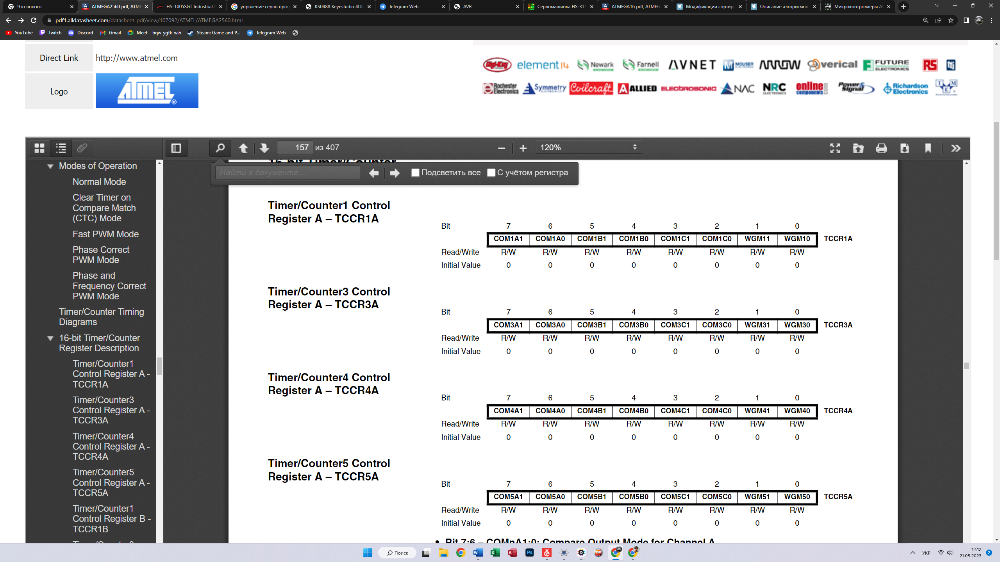 Что нового
ATMEGA2560 pdf, ATME
HS-1005SGT Industrial
упрвление серво прог
KS0488 Keyestudio 4DC
Telegram Web
AVR
Сервомашинка HS-311
ATMEGA16 pdf, ATMEG
Модификации сортиро
Описание алгоритмов
Микроконтроллеры AV
pdf1.alldatasheet.com/datasheet-pdf/view/107092/ATMEL/ATMEGA2560.html
YouTube Twitch Discord Gmail Meet – bqw-ygtk-xah Steam: Game and P... Telegram Web
Direct Link http://www.atmel.com
Logo ATMEL
Digi-Key element14 Newark Farnell AVNET MOUSER ELECTRONICS ARROW verical FUTURE ELECTRONICS RS tti
Rochester Electronics Symmetry ELECTRONICS Coilcraft ALLIED ELECTROSONIC NAC NRC ELECTRONICS online components.com Power & Signal Richardson Electronics TME
157 из 407
120%
Найти в документе…
Подсветить все
С учётом регистра
Modes of Operation
Normal Mode
Clear Timer on
Compare Match
(CTC) Mode
Fast PWM Mode
Phase Correct
PWM Mode
Phase and
Frequency Correct
PWM Mode
Timer/Counter Timing
Diagrams
16-bit Timer/Counter
Register Description
Timer/Counter1
Control Register A -
TCCR1A
Timer/Counter3
Control Register A -
TCCR3A
Timer/Counter4
Control Register A -
TCCR4A
Timer/Counter5
Control Register A -
TCCR5A
Timer/Counter1
Control Register B -
TCCR1B
16-bit Timer/Counter
Timer/Counter1 Control
Register A – TCCR1A
Bit 7 6 5 4 3 2 1 0
COM1A1 COM1A0 COM1B1 COM1B0 COM1C1 COM1C0 WGM11 WGM10 TCCR1A
Read/Write R/W R/W R/W R/W R/W R/W R/W R/W
Initial Value 0 0 0 0 0 0 0 0
Timer/Counter3 Control
Register A – TCCR3A
Bit 7 6 5 4 3 2 1 0
COM3A1 COM3A0 COM3B1 COM3B0 COM3C1 COM3C0 WGM31 WGM30 TCCR3A
Read/Write R/W R/W R/W R/W R/W R/W R/W R/W
Initial Value 0 0 0 0 0 0 0 0
Timer/Counter4 Control
Register A – TCCR4A
Bit 7 6 5 4 3 2 1 0
COM4A1 COM4A0 COM4B1 COM4B0 COM4C1 COM4C0 WGM41 WGM40 TCCR4A
Read/Write R/W R/W R/W R/W R/W R/W R/W R/W
Initial Value 0 0 0 0 0 0 0 0
Timer/Counter5 Control
Register A – TCCR5A
Bit 7 6 5 4 3 2 1 0
COM5A1 COM5A0 COM5B1 COM5B0 COM5C1 COM5C0 WGM51 WGM50 TCCR5A
Read/Write R/W R/W R/W R/W R/W R/W R/W R/W
Initial Value 0 0 0 0 0 0 0 0
• Bit 7:6 – COMnA1:0: Compare Output Mode for Channel A
Поиск
УКР
12:12
21.05.2023
2